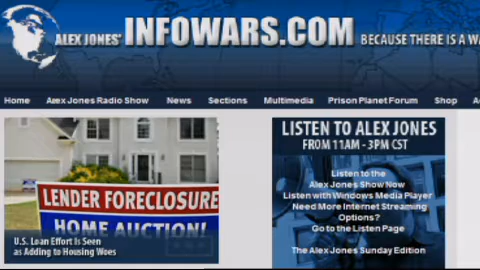 ALEX JONES' INFOWARS.COM BECAUSE THERE IS A WA
Home Alex Jones Radio Show News Sections Multimedia Prison Planet Forum Shop A
LENDER FORECLOSURE
HOME AUCTION!
U.S. Loan Effort Is Seen
as Adding to Housing Woes
LISTEN TO ALEX JONES
FROM 11AM - 3PM CST
Listen to the
Alex Jones Show Now
Listen with Windows Media Player
Need More Internet Streaming
Options?
Go to the Listen Page
The Alex Jones Sunday Edition